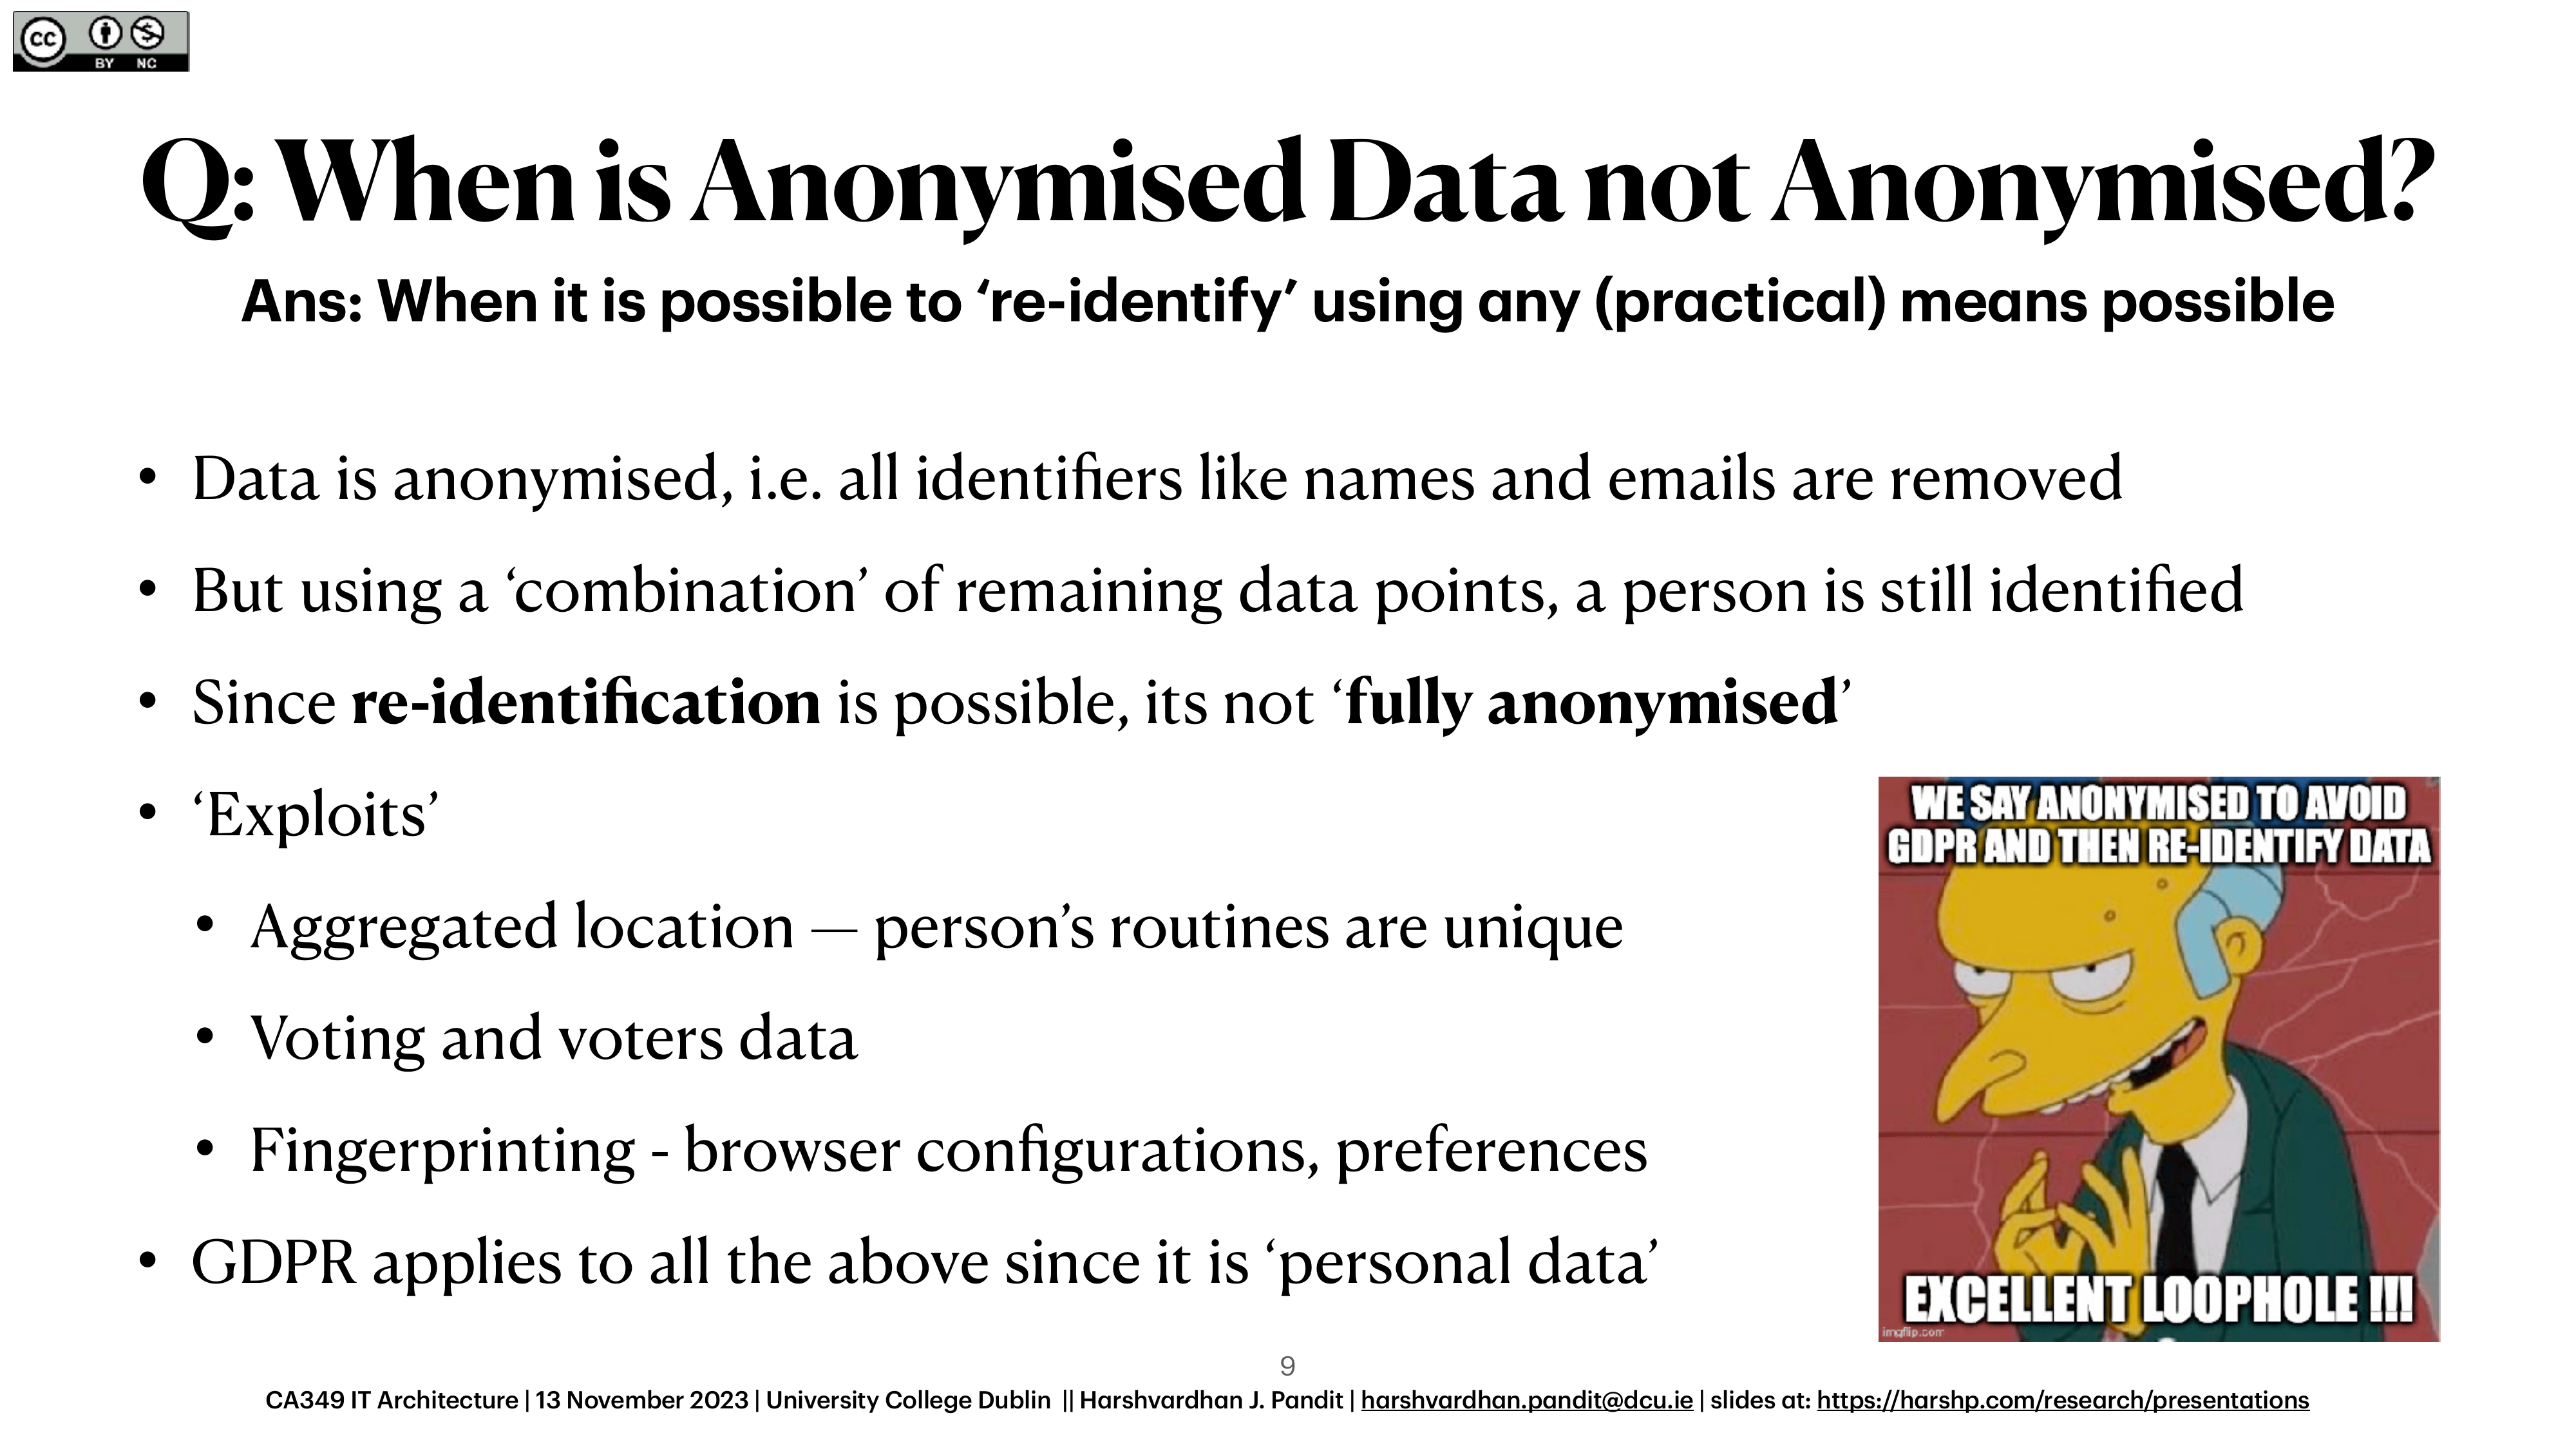 cc
BY NC
Q: When is Anonymised Data not Anonymised?
Ans: When it is possible to ‘re-identify’ using any (practical) means possible
• Data is anonymised, i.e. all identifiers like names and emails are removed
• But using a ‘combination’ of remaining data points, a person is still identified
• Since re-identification is possible, its not ‘fully anonymised’
• ‘Exploits’
• Aggregated location — person’s routines are unique
• Voting and voters data
• Fingerprinting - browser configurations, preferences
• GDPR applies to all the above since it is ‘personal data’
WE SAY ANONYMISED TO AVOID
GDPR AND THEN RE-IDENTIFY DATA
EXCELLENT LOOPHOLE !!!
imgflip.com
9
CA349 IT Architecture | 13 November 2023 | University College Dublin || Harshvardhan J. Pandit | harshvardhan.pandit@dcu.ie | slides at: https://harshp.com/research/presentations